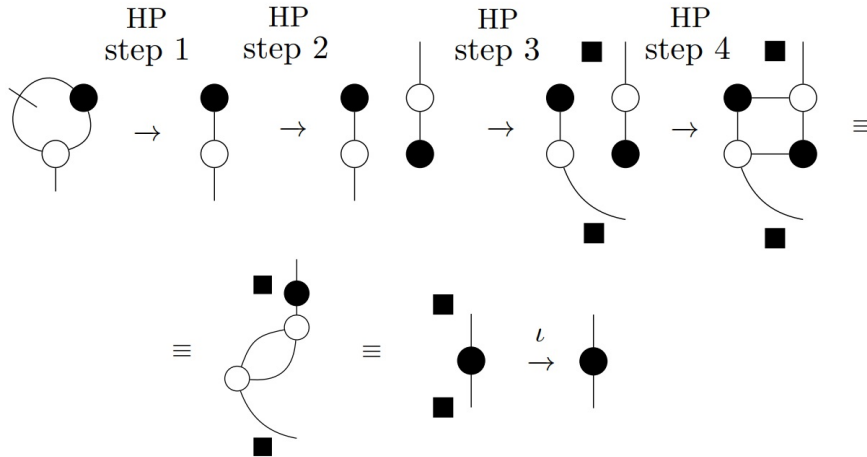 HP HP HP HP
step 1 step 2 step 3 step 4
→ → → → ≡
≡ ≡ ι →